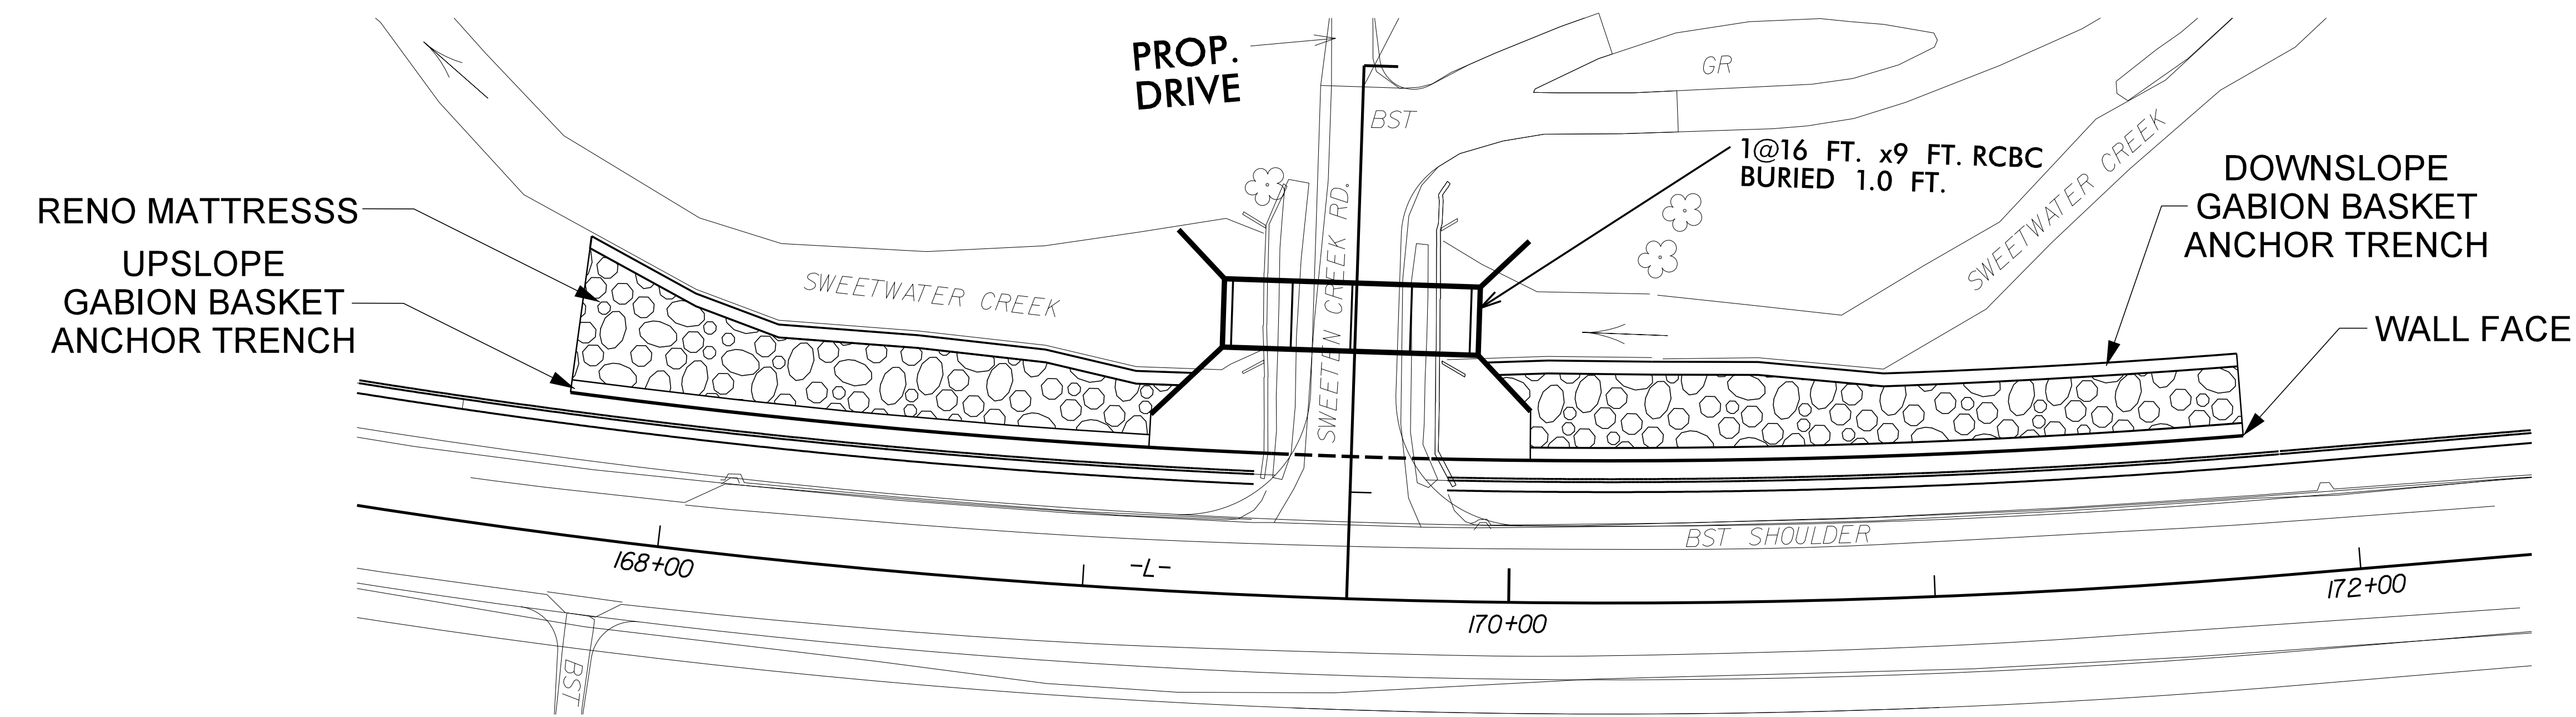 PROP.
DRIVE
GR
BST
1@16 FT. x9 FT. RCBC
BURIED 1.0 FT.
SWEETWATER CREEK
DOWNSLOPE
GABION BASKET
ANCHOR TRENCH
RENO MATTRESSS
UPSLOPE
GABION BASKET
ANCHOR TRENCH
SWEETWATER CREEK
SWEETEN CREEK RD.
WALL FACE
BST SHOULDER
168+00
-L-
170+00
172+00
BST